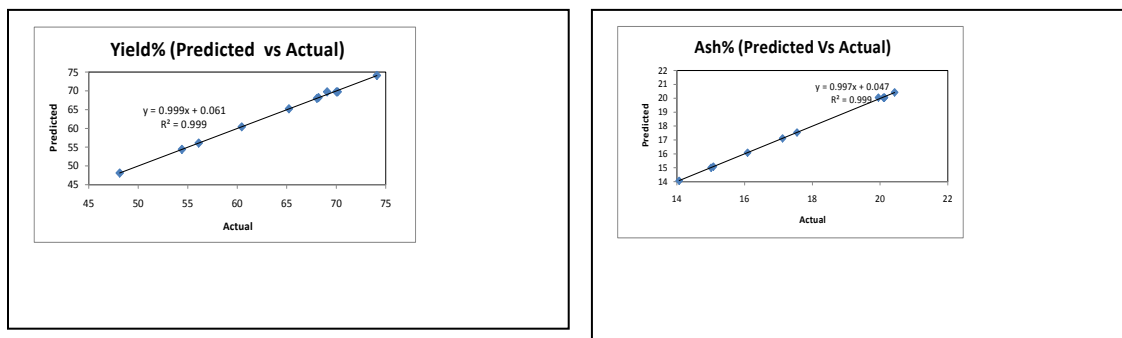 Yield% (Predicted vs Actual)
75
70
65
60
55
50
45
y = 0.999x + 0.061
R² = 0.999
Predicted
45 50 55 60 65 70 75
Actual
Ash% (Predicted Vs Actual)
22
21
20
19
18
17
16
15
14
y = 0.997x + 0.047
R² = 0.999
Predicted
14 16 18 20 22
Actual